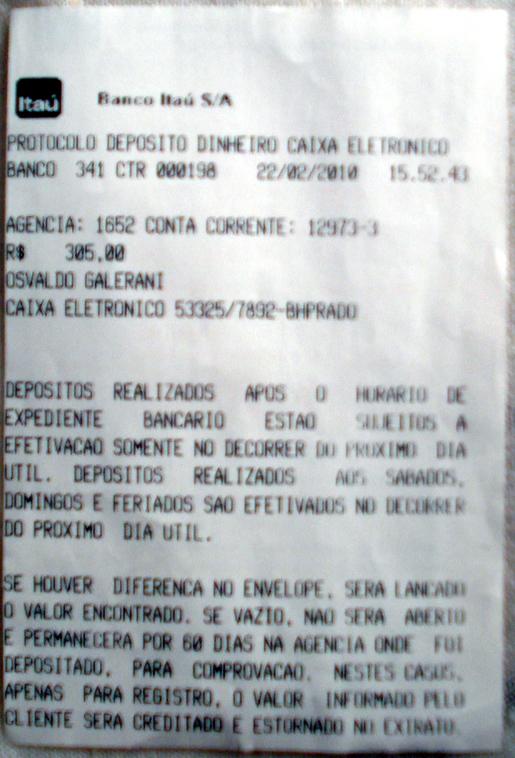 Itaú
Banco Itaú S/A
PROTOCOLO DEPOSITO DINHEIRO CAIXA ELETRONICO
BANCO 341 CTR 000198 22/02/2010 15.52.43
AGENCIA: 1652 CONTA CORRENTE: 12973-3
R$ 305,00
OSVALDO GALERANI
CAIXA ELETRONICO 53325/7892-BHPRADO
DEPOSITOS REALIZADOS APOS O HORARIO DE
EXPEDIENTE BANCARIO ESTAO SUJEITOS A
EFETIVACAO SOMENTE NO DECORRER DO PROXIMO DIA
UTIL. DEPOSITOS REALIZADOS AOS SABADOS,
DOMINGOS E FERIADOS SAO EFETIVADOS NO DECORRER
DO PROXIMO DIA UTIL.
SE HOUVER DIFERENCA NO ENVELOPE, SERA LANCADO
O VALOR ENCONTRADO. SE VAZIO, NAO SERA ABERTO
E PERMANECERA POR 60 DIAS NA AGENCIA ONDE FOI
DEPOSITADO, PARA COMPROVACAO. NESTES CASOS,
APENAS PARA REGISTRO, O VALOR INFORMADO PELO
CLIENTE SERA CREDITADO E ESTORNADO NO EXTRATO.